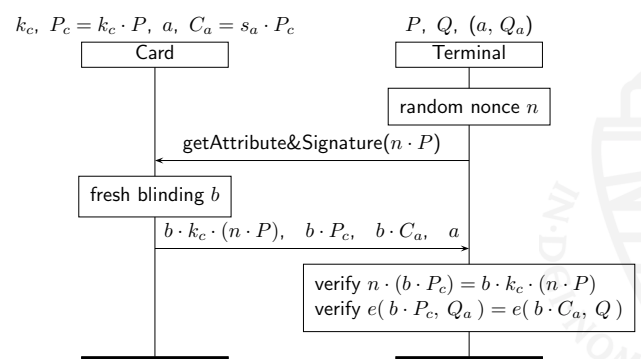 k_c, P_c = k_c · P, a, C_a = s_a · P_c
P, Q, (a, Q_a)
Card
Terminal
random nonce n
getAttribute&Signature(n · P)
fresh blinding b
b · k_c · (n · P), b · P_c, b · C_a, a
verify n · (b · P_c) = b · k_c · (n · P)
verify e( b · P_c, Q_a ) = e( b · C_a, Q )